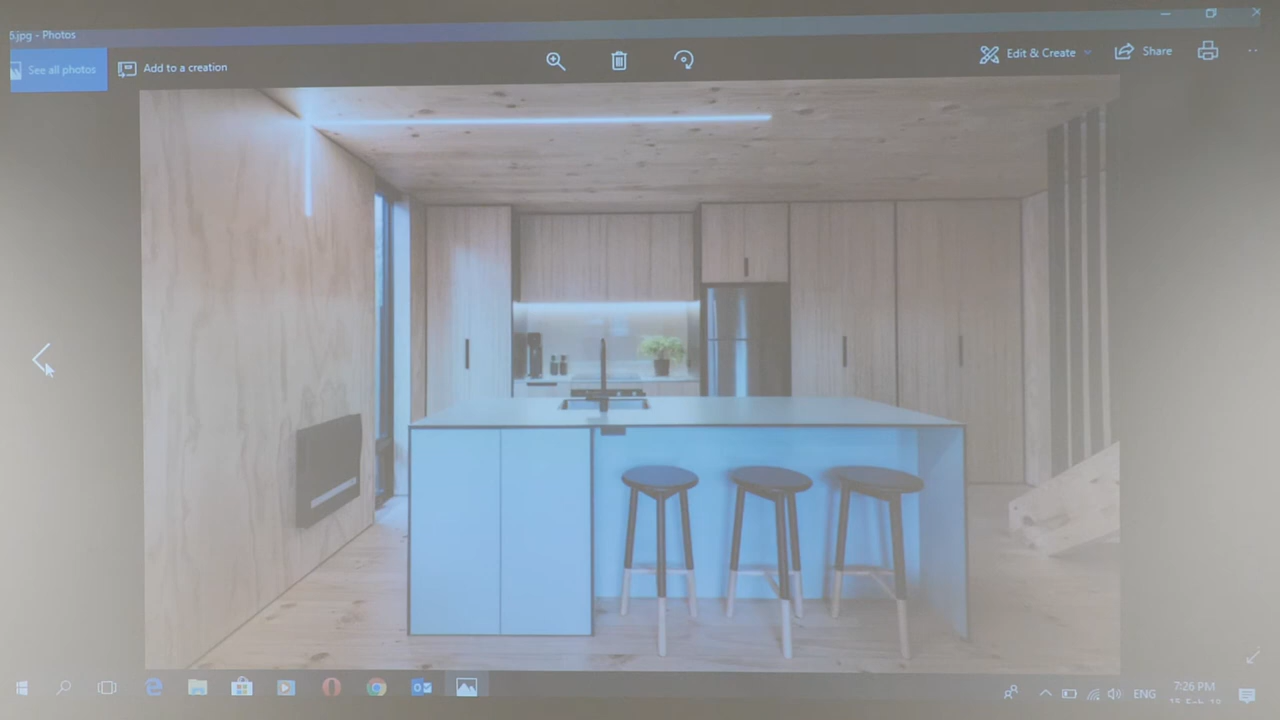 5.jpg - Photos
See all photos
Add to a creation
Edit & Create
Share
ENG
7:26 PM